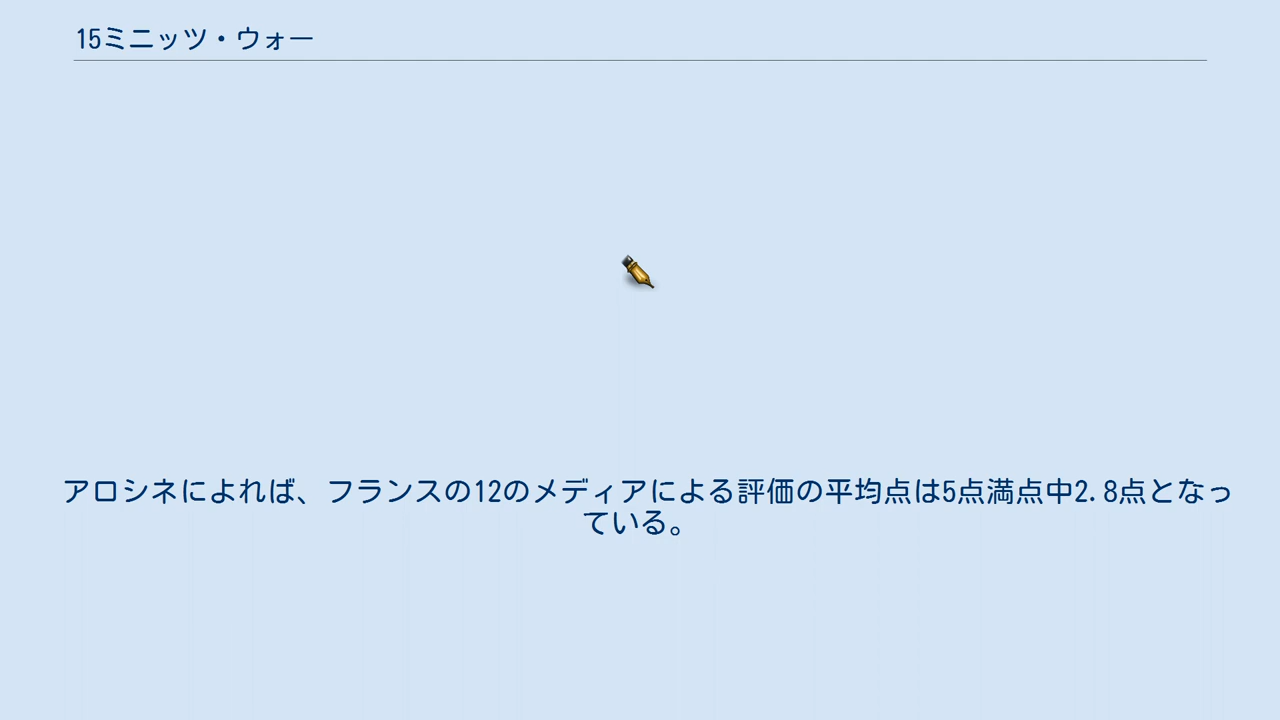 15ミニッツ・ウォー
アロシネによれば、フランスの12のメディアによる評価の平均点は5点満点中2.8点となっ
ている。